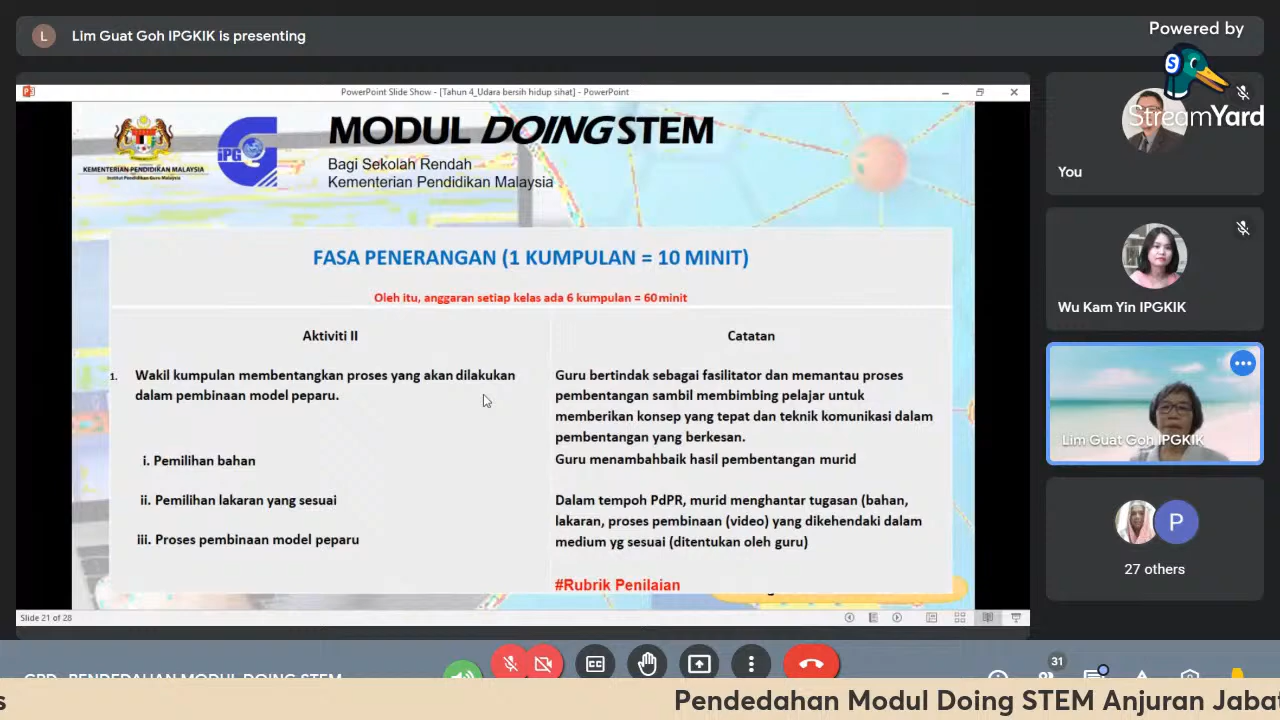 L
Lim Guat Goh IPGKIK is presenting
Powered by
S
StreamYard
PowerPoint Slide Show - [Tahun 4_Udara bersih hidup sihat] - PowerPoint
KEMENTERIAN PENDIDIKAN MALAYSIA
Institut Pendidikan Guru Malaysia
IPG
MODUL DOING STEM
Bagi Sekolah Rendah
Kementerian Pendidikan Malaysia
FASA PENERANGAN (1 KUMPULAN = 10 MINIT)
Oleh itu, anggaran setiap kelas ada 6 kumpulan = 60 minit
Aktiviti II
1. Wakil kumpulan membentangkan proses yang akan dilakukan
dalam pembinaan model peparu.
i. Pemilihan bahan
ii. Pemilihan lakaran yang sesuai
iii. Proses pembinaan model peparu
Catatan
Guru bertindak sebagai fasilitator dan memantau proses
pembentangan sambil membimbing pelajar untuk
memberikan konsep yang tepat dan teknik komunikasi dalam
pembentangan yang berkesan.
Guru menambahbaik hasil pembentangan murid
Dalam tempoh PdPR, murid menghantar tugasan (bahan,
lakaran, proses pembinaan (video) yang dikehendaki dalam
medium yg sesuai (ditentukan oleh guru)
#Rubrik Penilaian
Slide 21 of 28
You
Wu Kam Yin IPGKIK
Lim Guat Goh IPGKIK
P
27 others
CC
31
s
Pendedahan Modul Doing STEM Anjuran Jaba